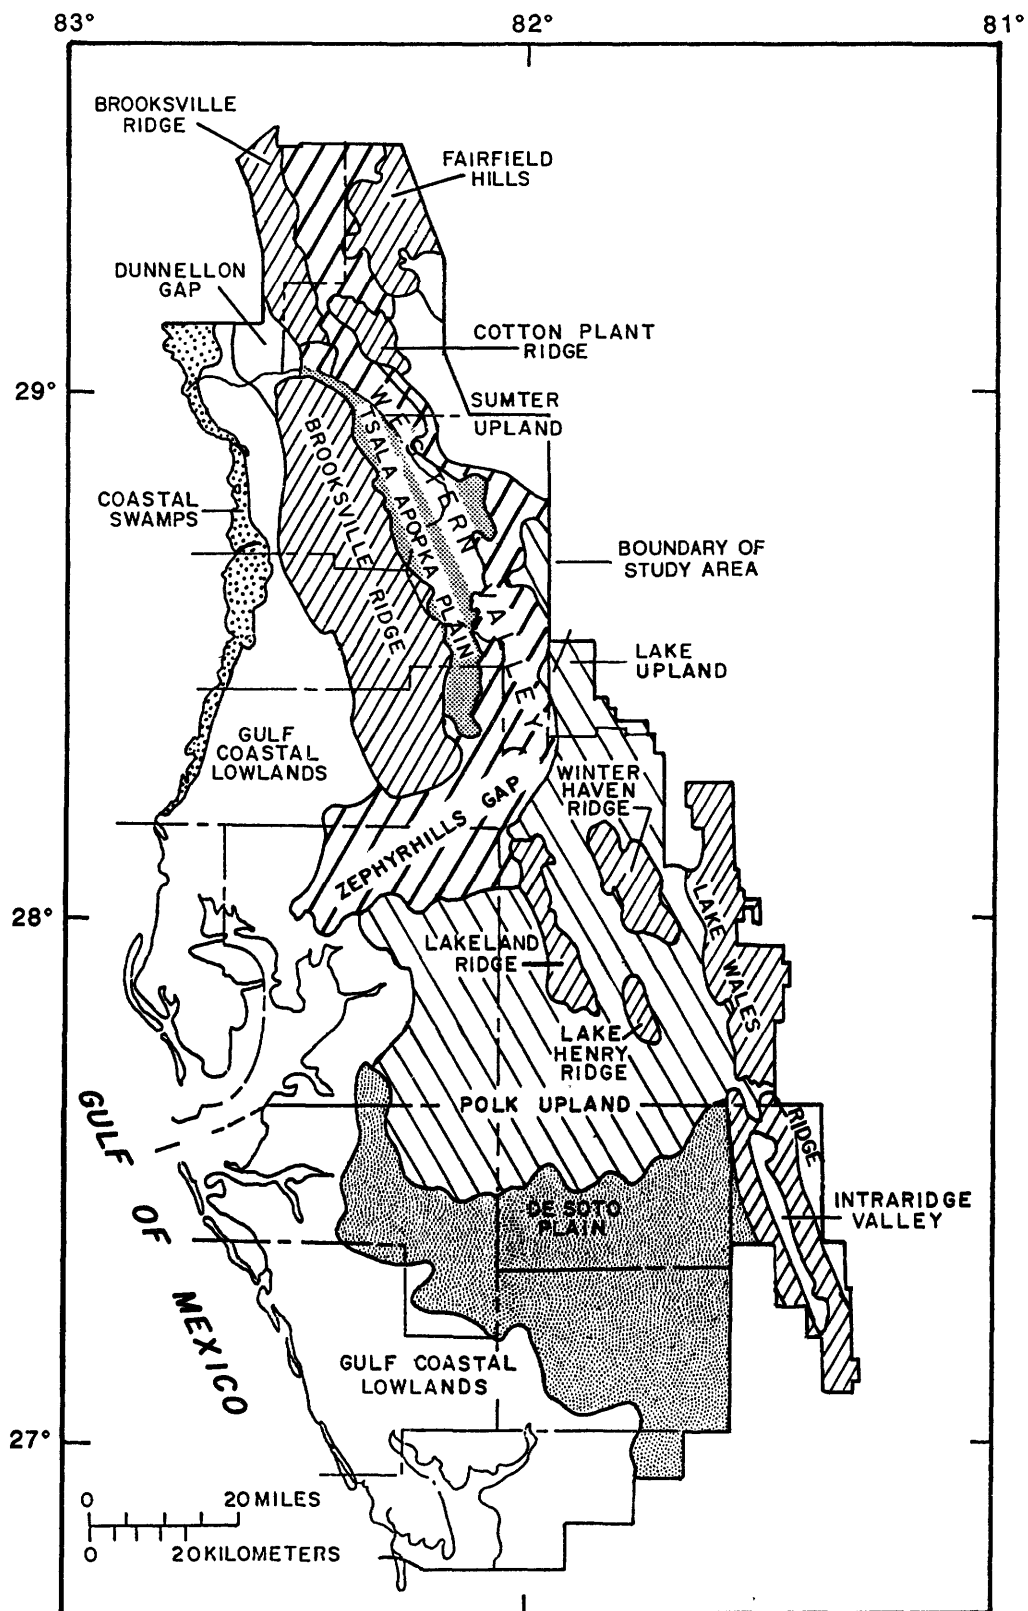 83°
82°
81°
BROOKSVILLE
RIDGE
FAIRFIELD
HILLS
DUNNELLON
GAP
COTTON PLANT
RIDGE
29°
SUMTER
UPLAND
WESTERN VALLEY
TSALA APOPKA PLAIN
BROOKSVILLE RIDGE
COASTAL
SWAMPS
BOUNDARY OF
STUDY AREA
LAKE
UPLAND
GULF
COASTAL
LOWLANDS
WINTER
HAVEN
RIDGE
ZEPHYRHILLS GAP
28°
LAKE WALES RIDGE
LAKELAND
RIDGE
LAKE
HENRY
RIDGE
POLK UPLAND
GULF OF MEXICO
DE SOTO
PLAIN
INTRARIDGE
VALLEY
GULF COASTAL
LOWLANDS
27°
0 20 MILES
0 20 KILOMETERS